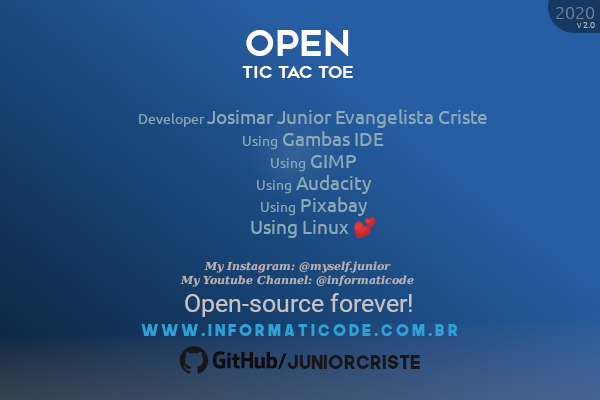 2020
v 2.0
OPEN
TIC TAC TOE
Developer Josimar Junior Evangelista Criste
Using Gambas IDE
Using GIMP
Using Audacity
Using Pixabay
Using Linux 💕
My Instagram: @myself.junior
My Youtube Channel: @informaticode
Open-source forever!
WWW.INFORMATICODE.COM.BR
GitHub/JUNIORCRISTE